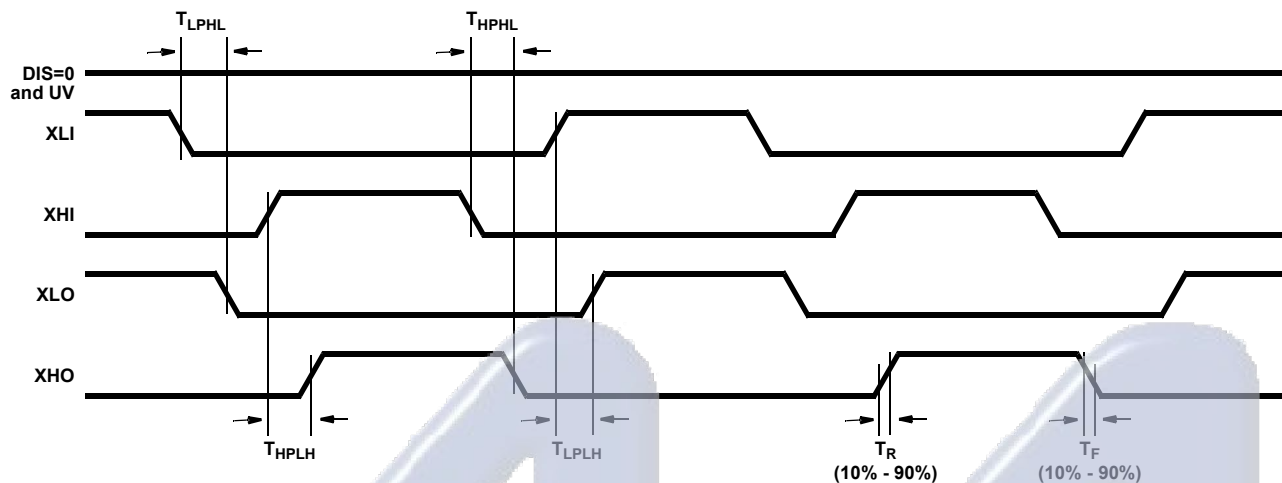 TLPHL
THPHL
DIS=0
and UV
XLI
XHI
XLO
XHO
THPLH
TLPLH
TR
(10% - 90%)
TF
(10% - 90%)